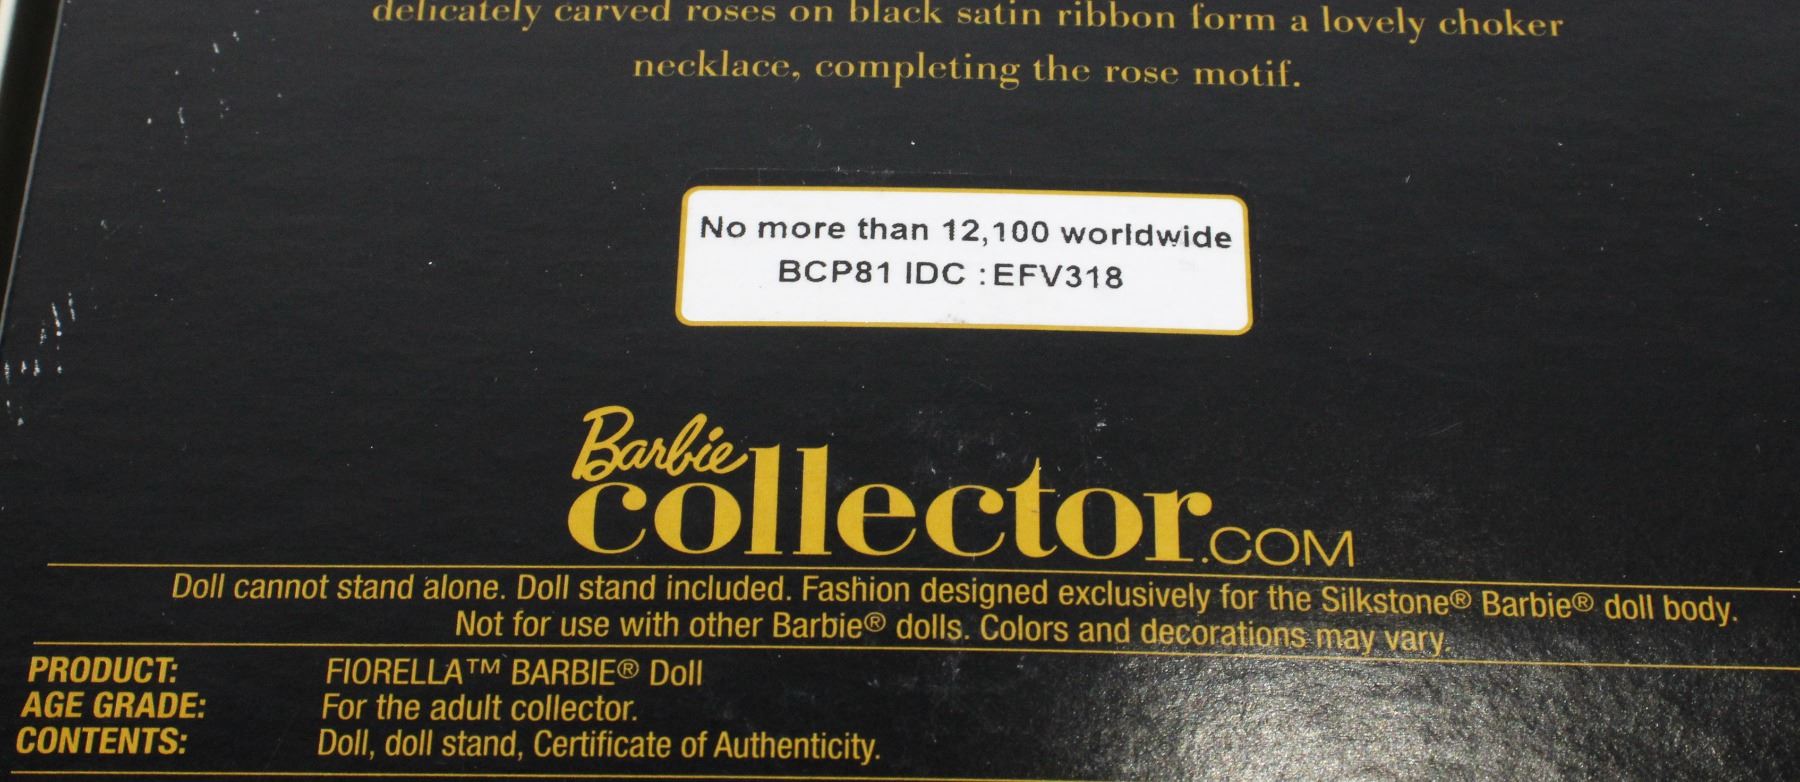 delicately carved roses on black satin ribbon form a lovely choker
necklace, completing the rose motif.
No more than 12,100 worldwide
BCP81 IDC :EFV318
Barbie
collector.COM
Doll cannot stand alone. Doll stand included. Fashion designed exclusively for the Silkstone® Barbie® doll body.
Not for use with other Barbie® dolls. Colors and decorations may vary.
PRODUCT: FIORELLA™ BARBIE® Doll
AGE GRADE: For the adult collector.
CONTENTS: Doll, doll stand, Certificate of Authenticity.